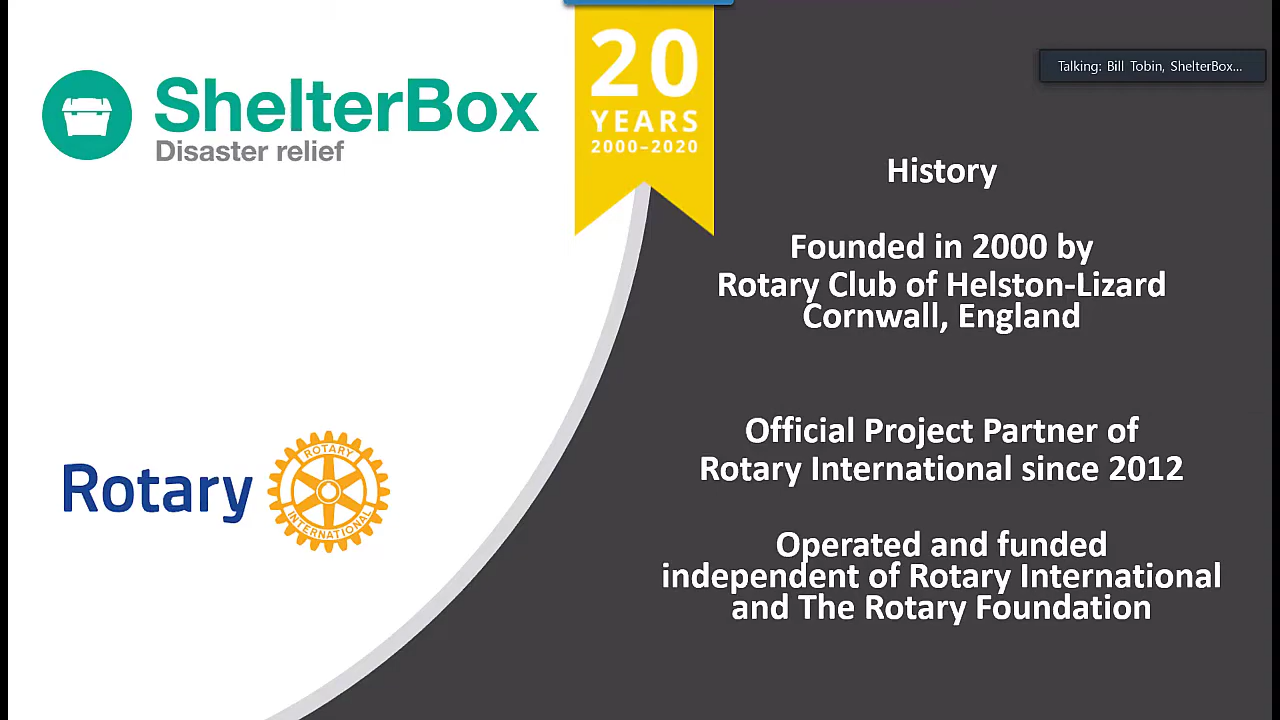 ShelterBox
Disaster relief
20
YEARS
2000–2020
Talking: Bill Tobin, ShelterBox...
History
Founded in 2000 by
Rotary Club of Helston-Lizard
Cornwall, England
Official Project Partner of
Rotary International since 2012
Rotary
ROTARY
INTERNATIONAL
Operated and funded
independent of Rotary International
and The Rotary Foundation